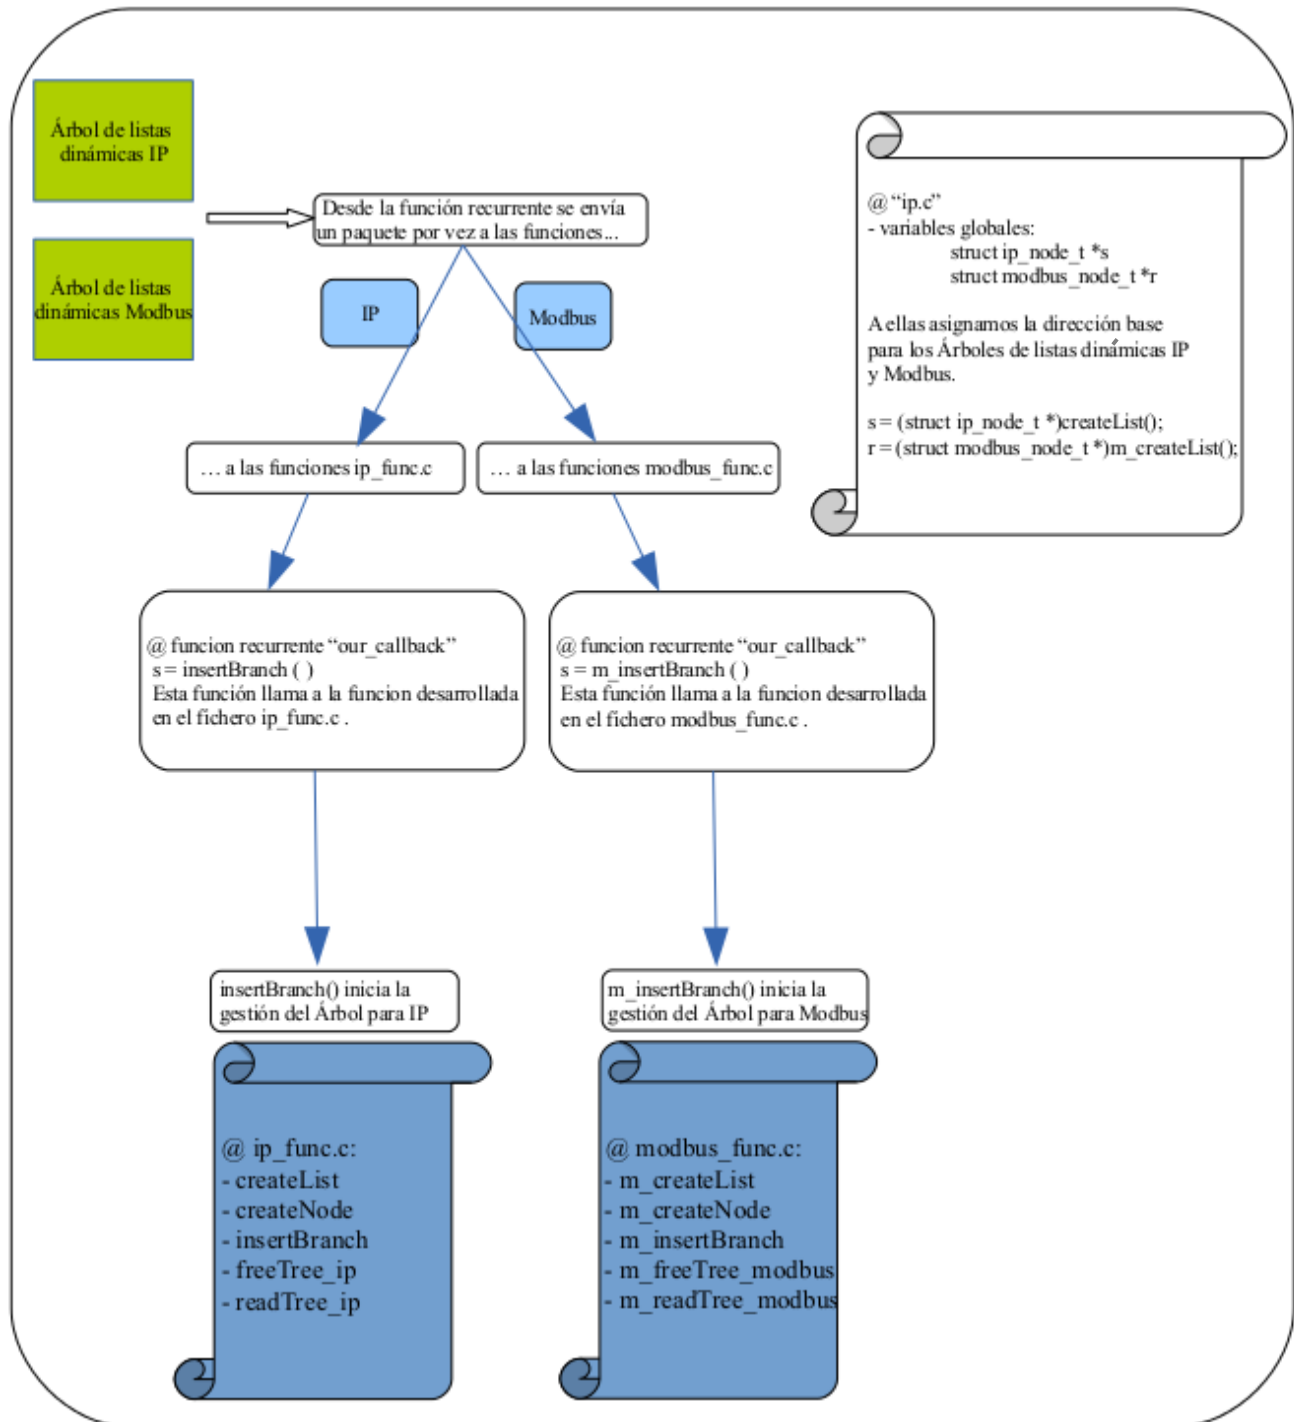 Árbol de listas
dinámicas IP
Árbol de listas
dinámicas Modbus
Desde la función recurrente se envía
un paquete por vez a las funciones...
IP
Modbus
… a las funciones ip_func.c
… a las funciones modbus_func.c
@ “ip.c”
- variables globales:
struct ip_node_t *s
struct modbus_node_t *r
A ellas asignamos la dirección base
para los Árboles de listas dinámicas IP
y Modbus.
s = (struct ip_node_t *)createList();
r = (struct modbus_node_t *)m_createList();
@ funcion recurrente “our_callback”
s = insertBranch ( )
Esta función llama a la funcion desarrollada
en el fichero ip_func.c .
@ funcion recurrente “our_callback”
s = m_insertBranch ( )
Esta función llama a la funcion desarrollada
en el fichero modbus_func.c .
insertBranch() inicia la
gestión del Árbol para IP
m_insertBranch() inicia la
gestión del Árbol para Modbus
@ ip_func.c:
- createList
- createNode
- insertBranch
- freeTree_ip
- readTree_ip
@ modbus_func.c:
- m_createList
- m_createNode
- m_insertBranch
- m_freeTree_modbus
- m_readTree_modbus